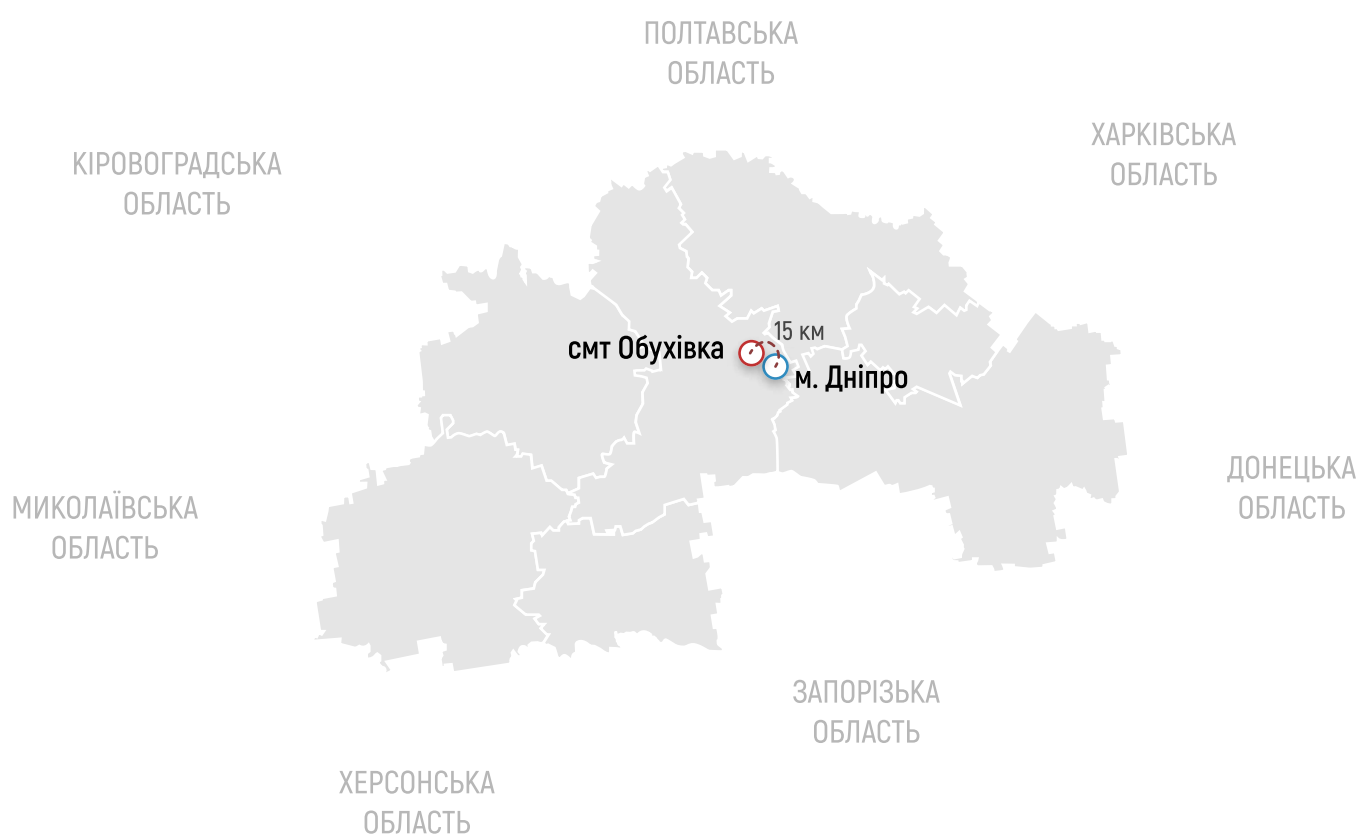 ПОЛТАВСЬКА
ОБЛАСТЬ
ХАРКІВСЬКА
ОБЛАСТЬ
КІРОВОГРАДСЬКА
ОБЛАСТЬ
15 км
смт Обухівка
м. Дніпро
ДОНЕЦЬКА
ОБЛАСТЬ
МИКОЛАЇВСЬКА
ОБЛАСТЬ
ЗАПОРІЗЬКА
ОБЛАСТЬ
ХЕРСОНСЬКА
ОБЛАСТЬ